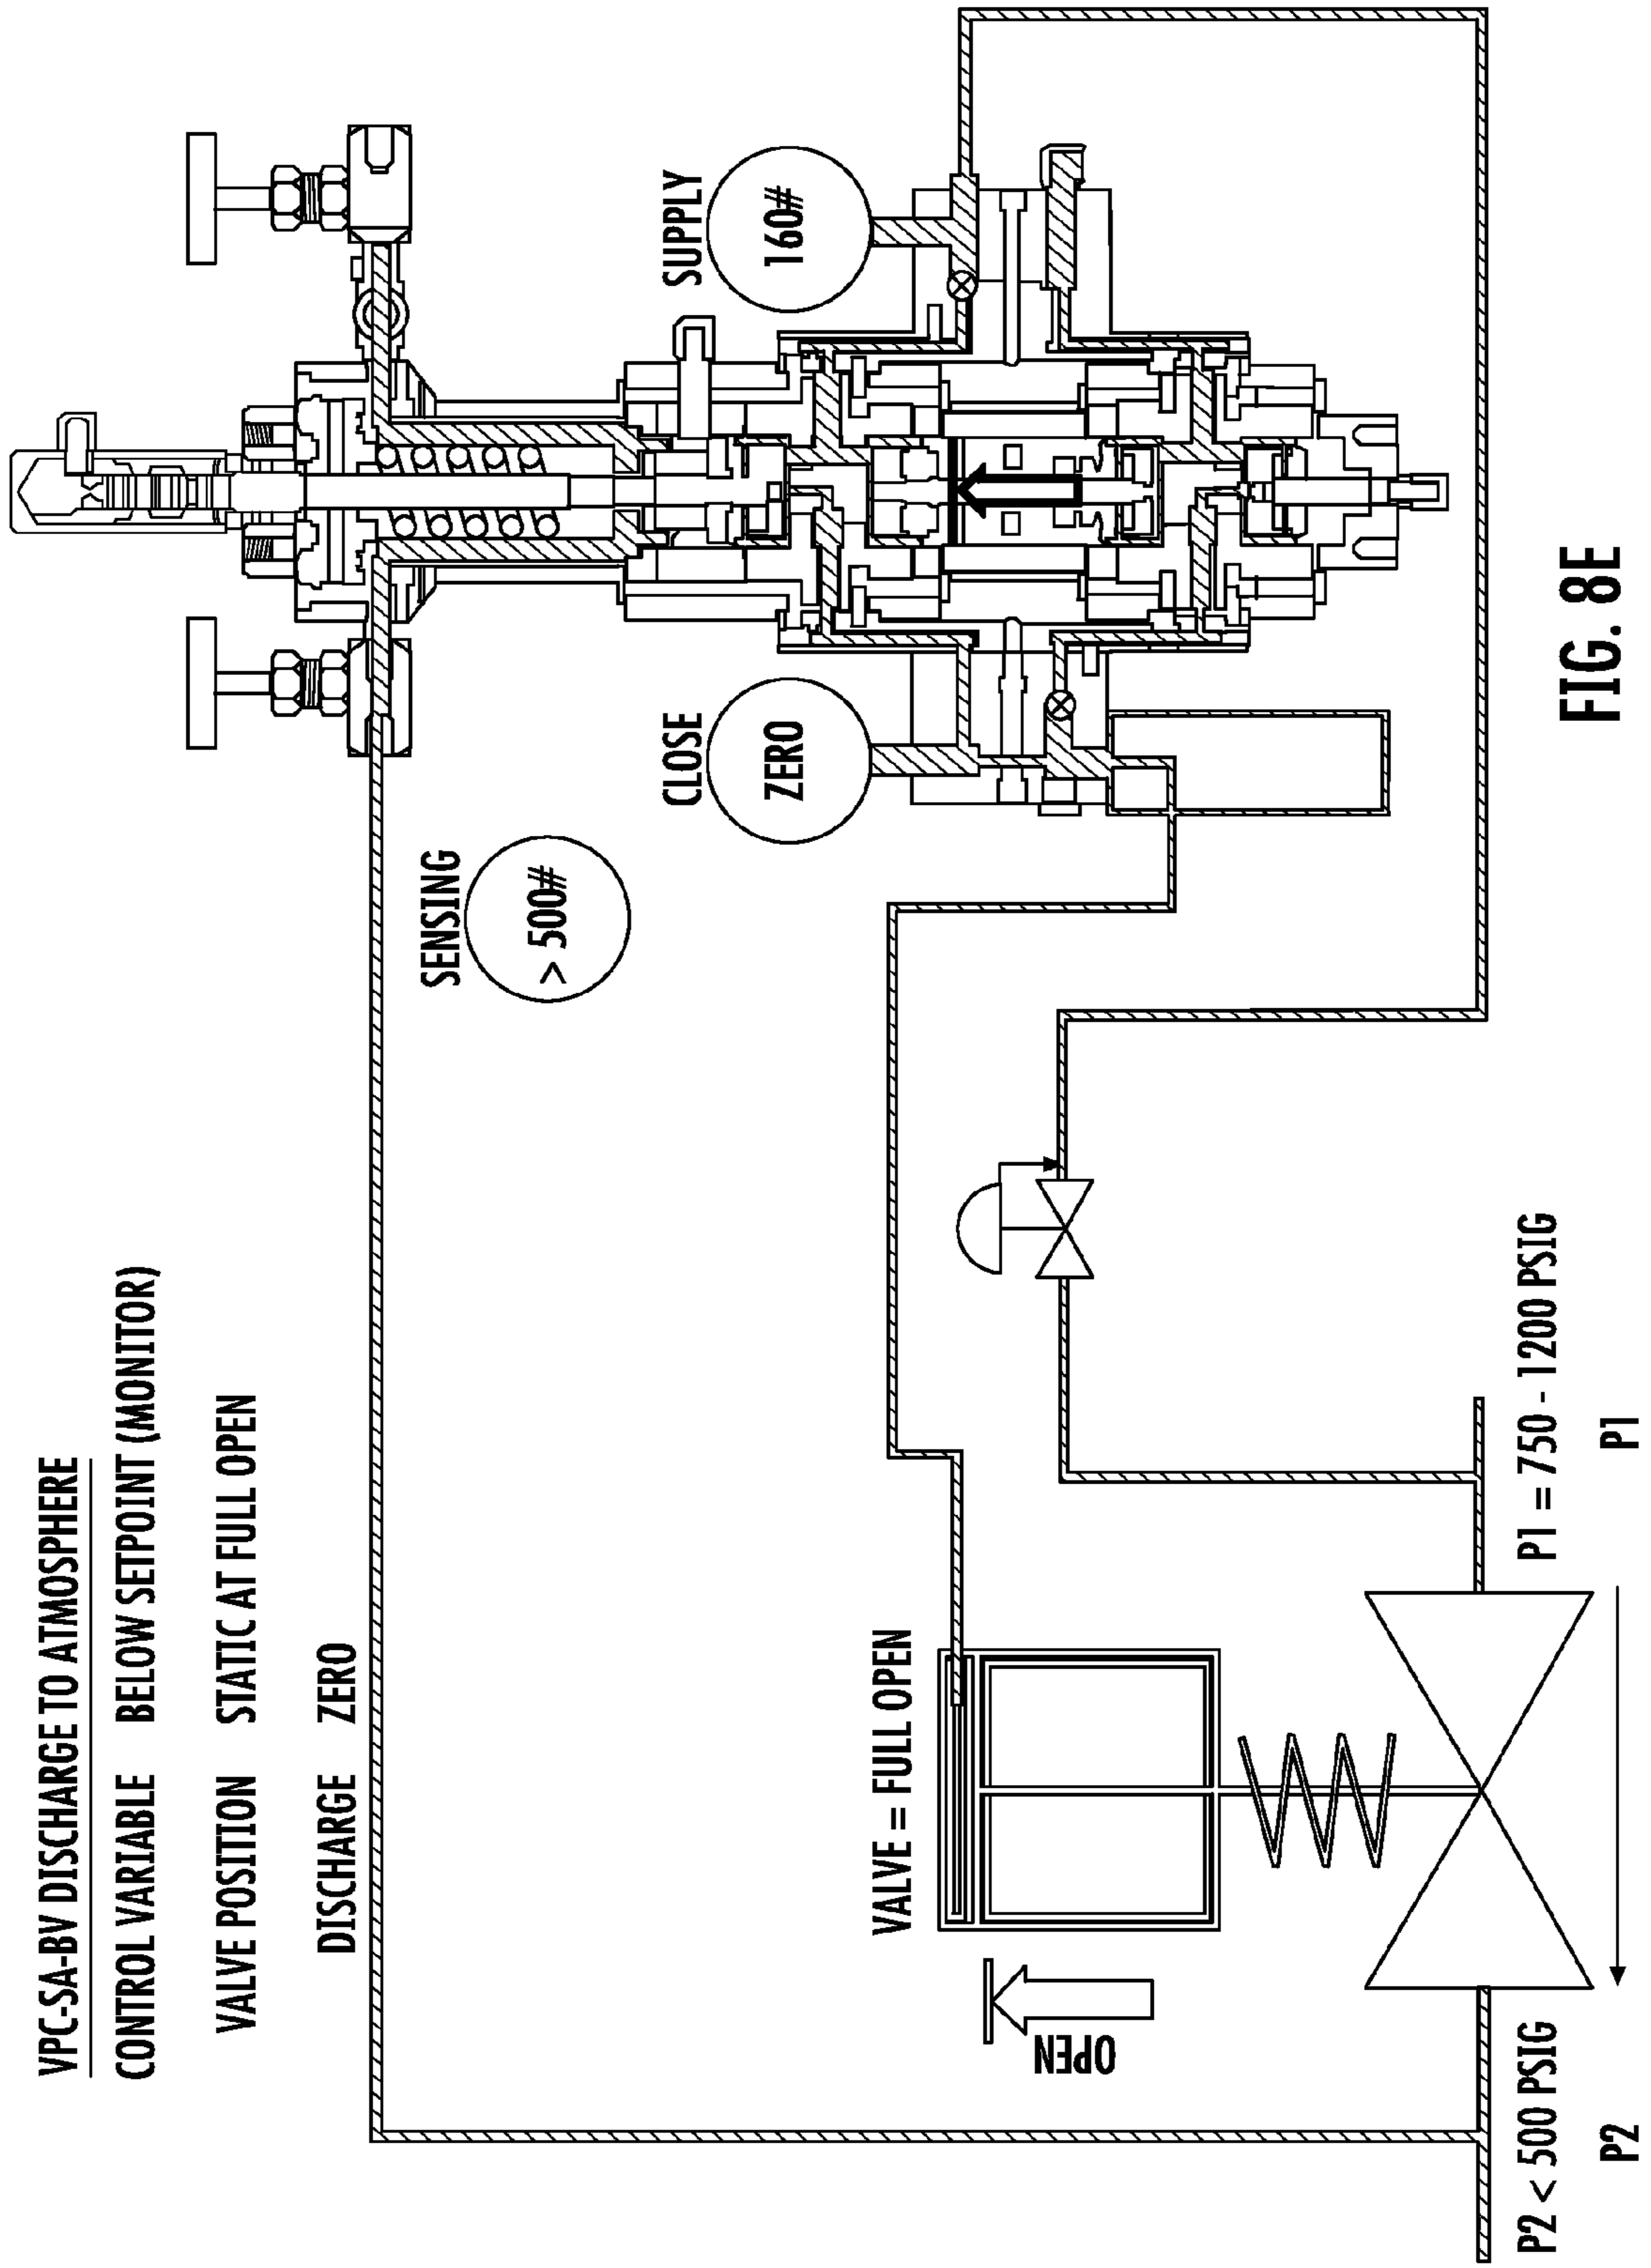 VPC-SA-BV DISCHARGE TO ATMOSPHERE
CONTROL VARIABLE BELOW SETPOINT (MONITOR)
VALVE POSITION STATIC AT FULL OPEN
DISCHARGE ZERO
SENSING
> 500#
SUPPLY
160#
CLOSE
ZERO
VALVE = FULL OPEN
OPEN
P2 < 500 PSIG
P1 = 750 - 1200 PSIG
P2
P1
FIG. 8E